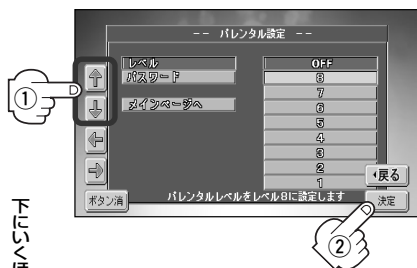 -- パレンタル設定 --
レベル
パスワード
メインページへ
OFF
8
7
6
5
4
3
2
1
ボタン消
パレンタルレベルをレベル8に設定します
戻る
決定
①
②
下にいくほ